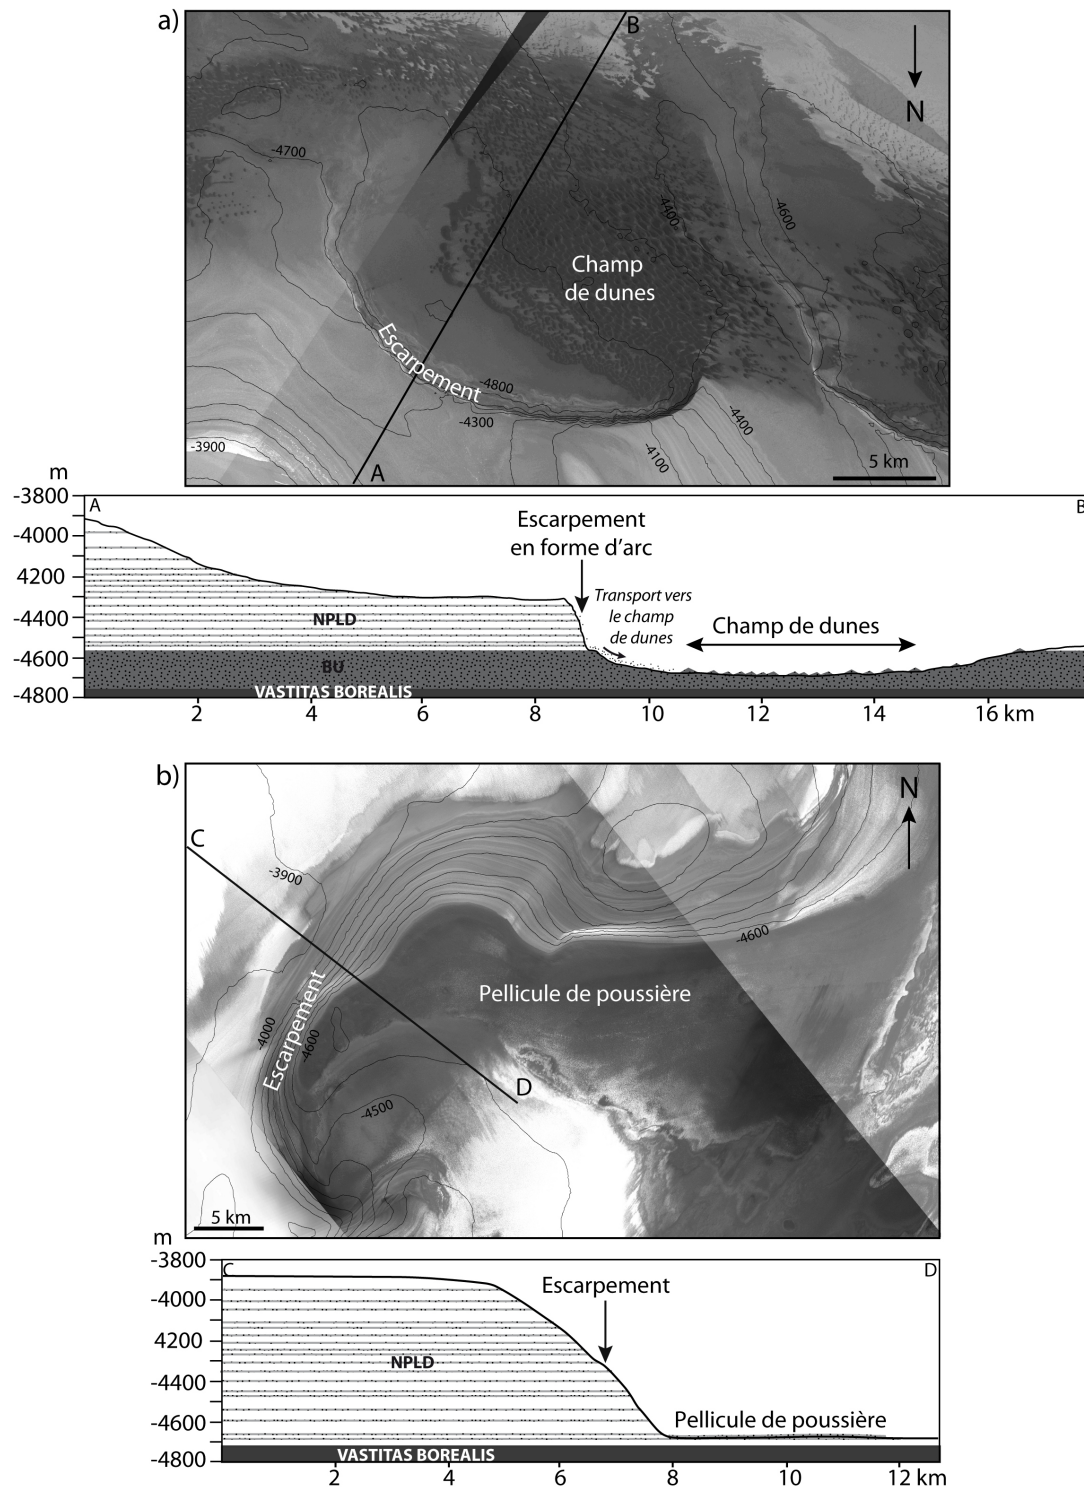 a)
B
N
-4700
-4400
-4600
Champ
de dunes
Escarpement
-4800
-4300
-4400
-4100
-3900
A
5 km
m
-3800
-4000
4200
-4400
-4600
-4800
A
B
Escarpement
en forme d'arc
Transport vers
le champ
de dunes
Champ de dunes
NPLD
BU
VASTITAS BOREALIS
2 4 6 8 10 12 14 16 km
b)
N
C
-3900
-4600
Pellicule de poussière
Escarpement
-4000
-4600
D
-4500
5 km
m
-3800
-4000
4200
-4400
-4600
-4800
C
D
Escarpement
NPLD
Pellicule de poussière
VASTITAS BOREALIS
2 4 6 8 10 12 km